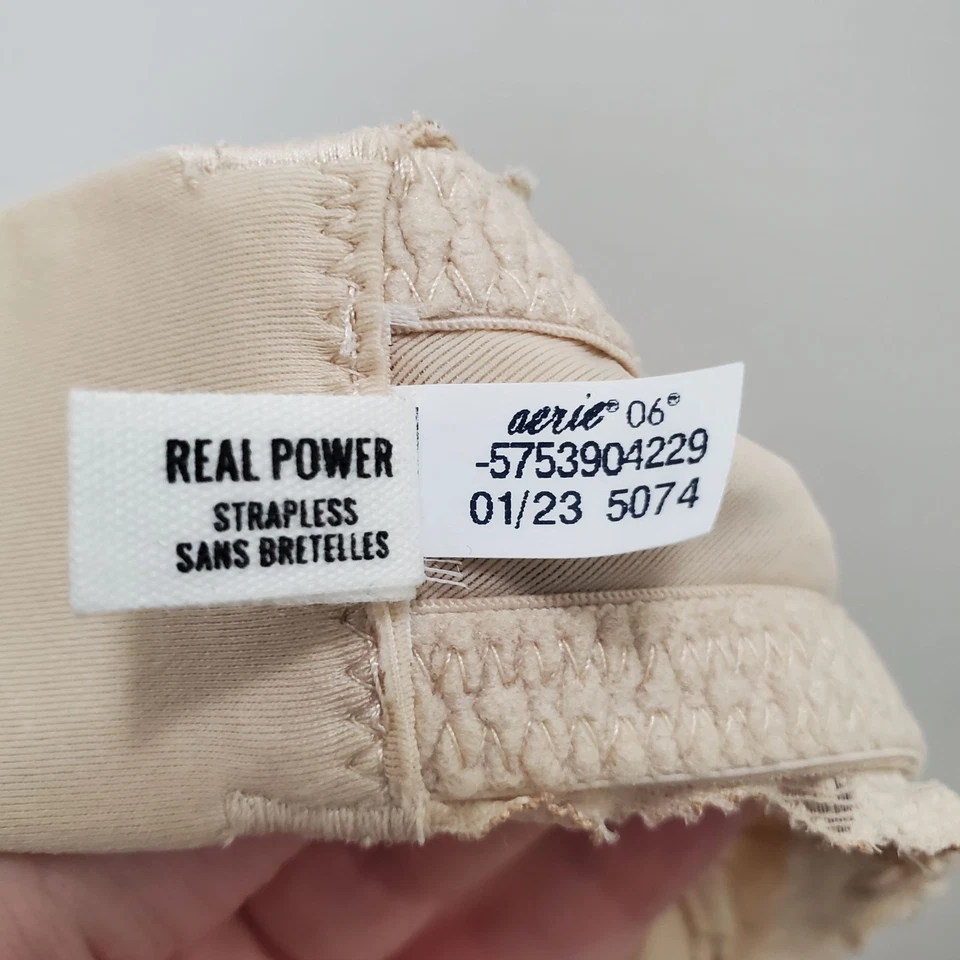 REAL POWER
STRAPLESS
SANS BRETELLES
aerie® 06®
-5753904229
01/23 5074